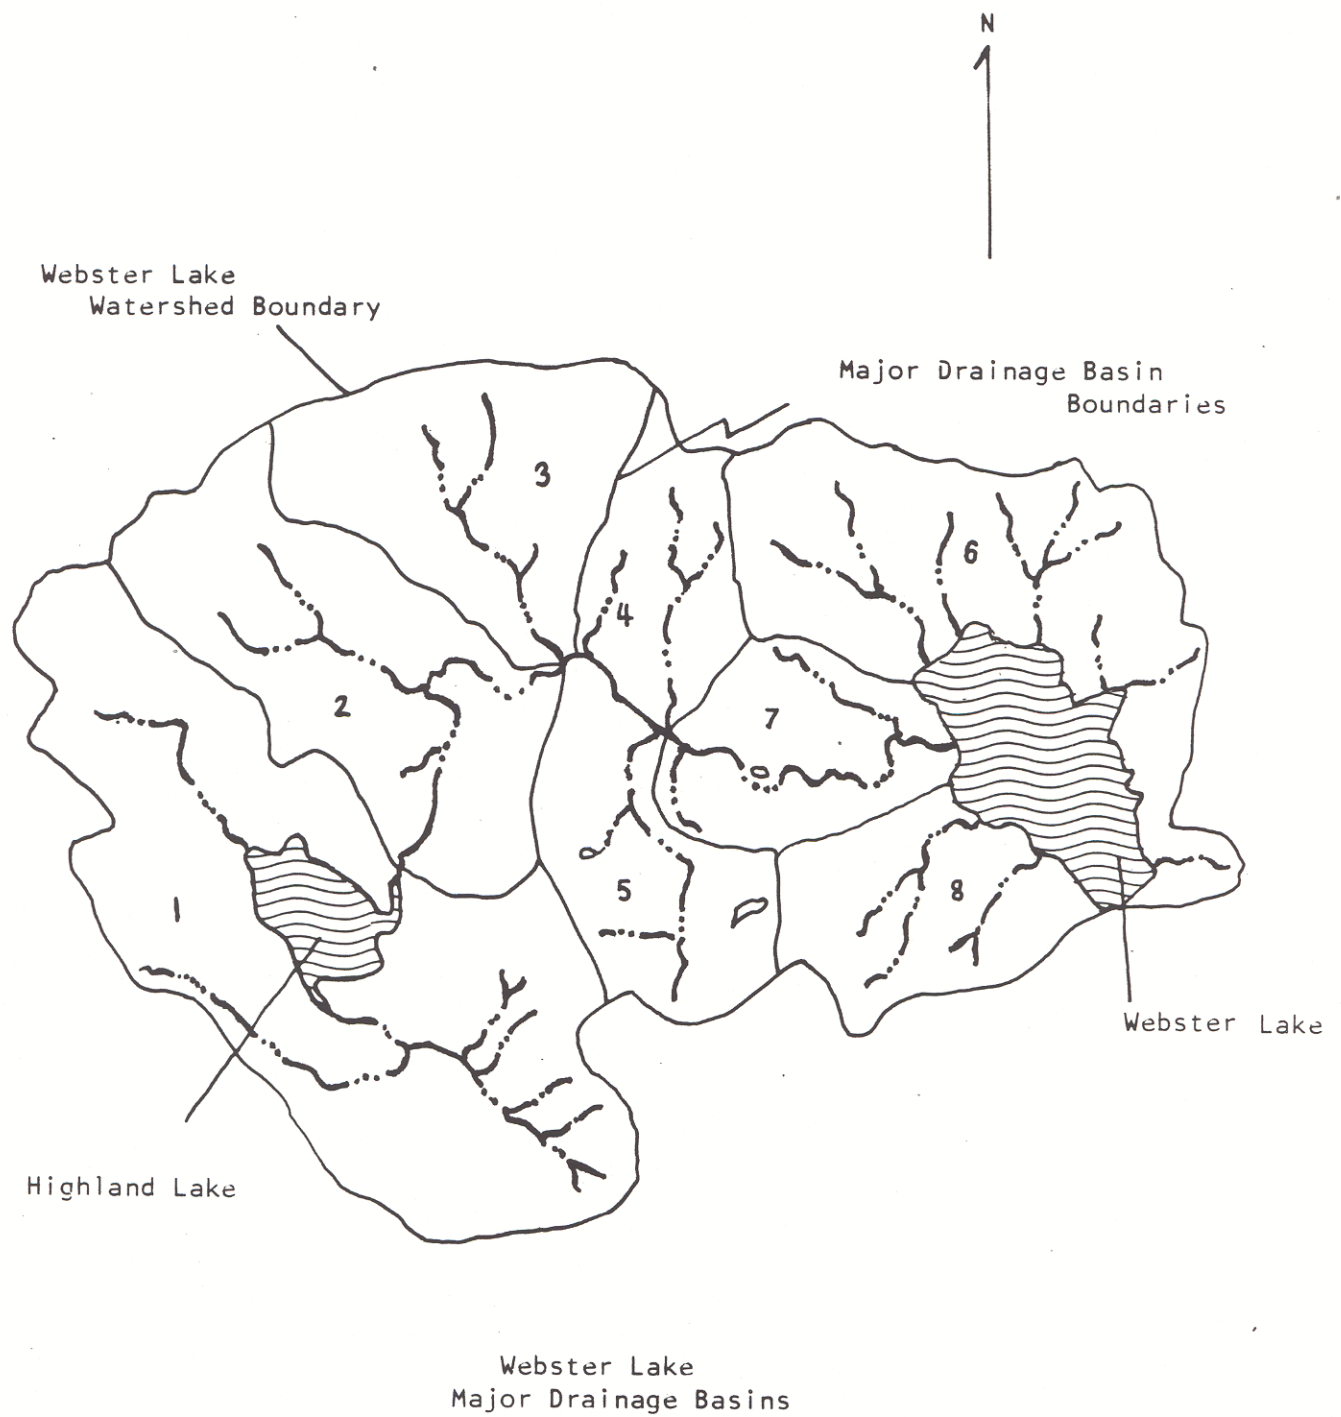 N
Webster Lake
Watershed Boundary
Major Drainage Basin
Boundaries
3
6
4
2
7
5
8
1
Webster Lake
Highland Lake
Webster Lake
Major Drainage Basins